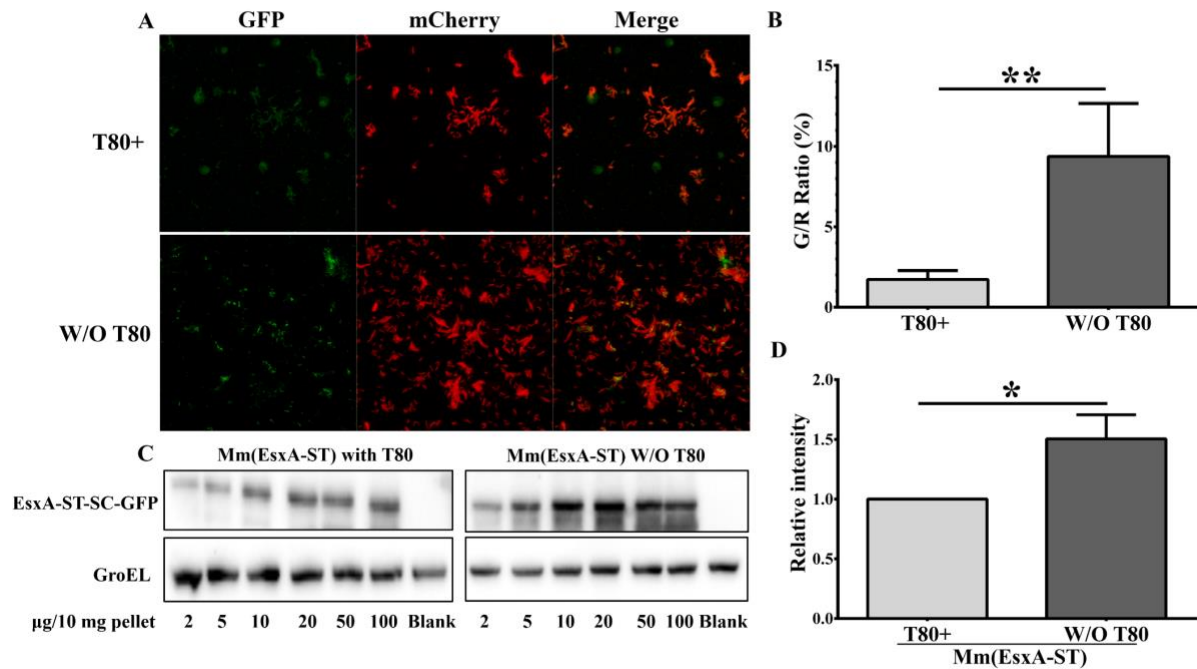 A GFP mCherry Merge
T80+
W/O T80
B
**
G/R Ratio (%)
15
10
5
0
T80+ W/O T80
C Mm(EsxA-ST) with T80 Mm(EsxA-ST) W/O T80
EsxA-ST-SC-GFP
GroEL
µg/10 mg pellet 2 5 10 20 50 100 Blank 2 5 10 20 50 100 Blank
D
*
Relative intensity
2.0
1.5
1.0
0.5
0.0
T80+ W/O T80
Mm(EsxA-ST)